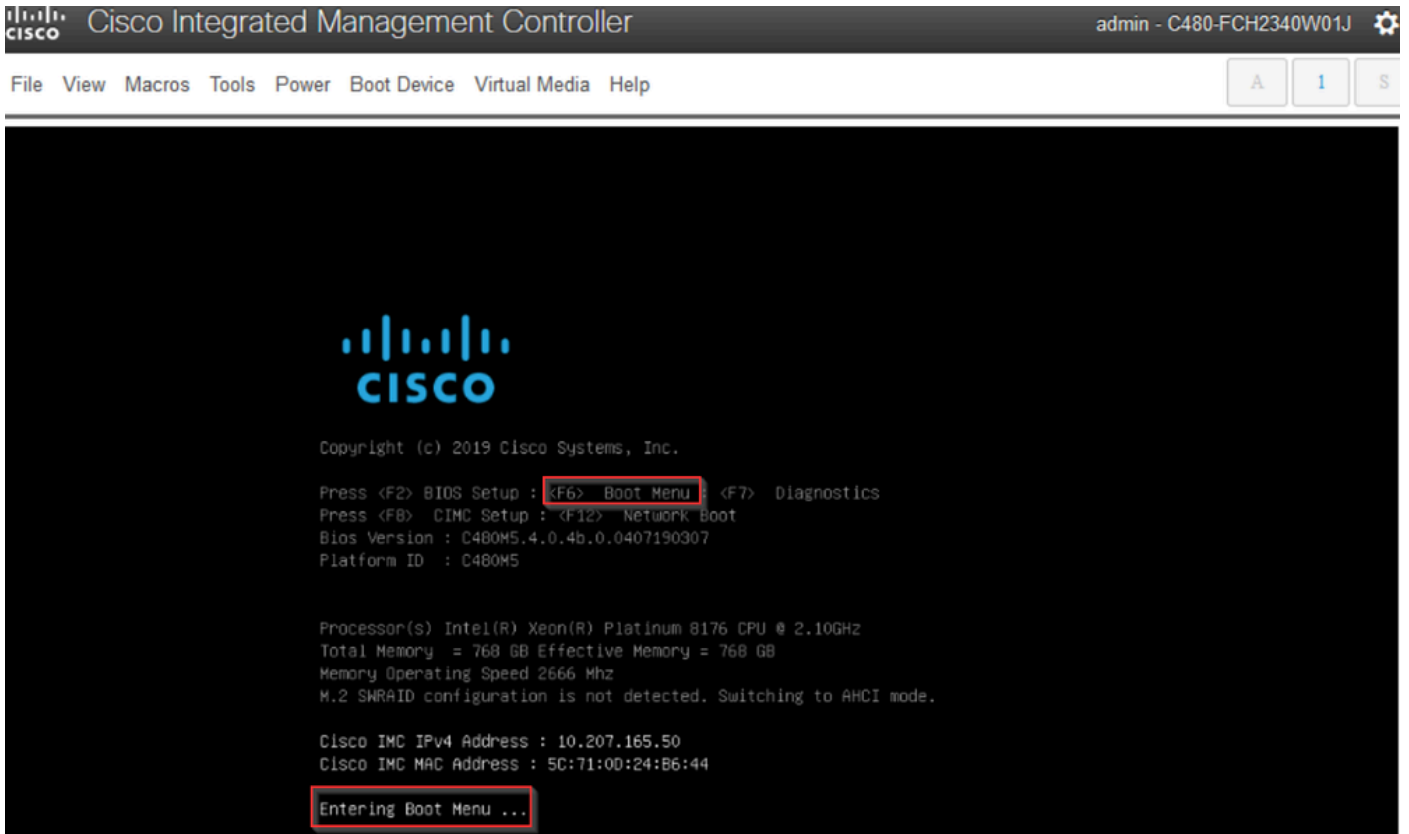 CISCO Cisco Integrated Management Controller admin - C480-FCH2340W01J
File View Macros Tools Power Boot Device Virtual Media Help A 1 S
CISCO
Copyright (c) 2019 Cisco Systems, Inc.
Press <F2> BIOS Setup : <F6> Boot Menu : <F7> Diagnostics
Press <F8> CIMC Setup : <F12> Network Boot
Bios Version : C480M5.4.0.4b.0.0407190307
Platform ID : C480M5
Processor(s) Intel(R) Xeon(R) Platinum 8176 CPU @ 2.10GHz
Total Memory = 768 GB Effective Memory = 768 GB
Memory Operating Speed 2666 Mhz
M.2 SWRAID configuration is not detected. Switching to AHCI mode.
Cisco IMC IPv4 Address : 10.207.165.50
Cisco IMC MAC Address : 5C:71:0D:24:B6:44
Entering Boot Menu ...